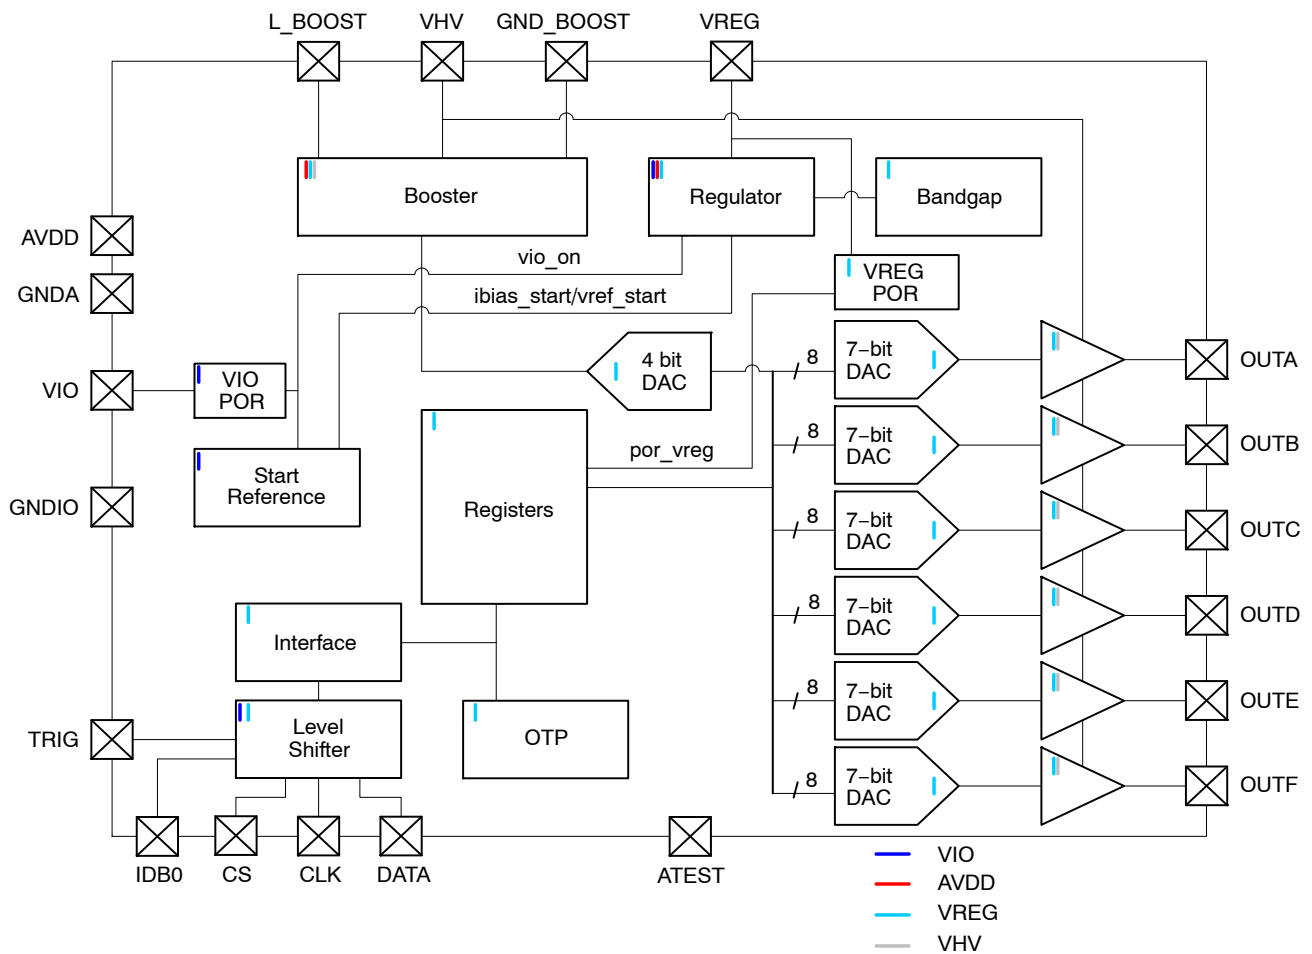 L_BOOST
VHV
GND_BOOST
VREG
Booster
Regulator
Bandgap
AVDD
GNDA
vio_on
VREG
POR
ibias_start/vref_start
4 bit
DAC
8
7−bit
DAC
OUTA
VIO
VIO
POR
8
7−bit
DAC
OUTB
por_vreg
Start
Reference
GNDIO
Registers
8
7−bit
DAC
OUTC
8
7−bit
DAC
OUTD
Interface
8
7−bit
DAC
OUTE
TRIG
Level
Shifter
OTP
8
7−bit
DAC
OUTF
IDB0
CS
CLK
DATA
ATEST
VIO
AVDD
VREG
VHV